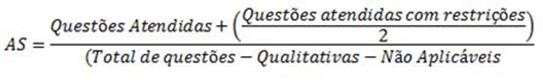 AS = Questões Atendidas + (Questões atendidas com restrições / 2)
(Total de questões − Qualitativas − Não Aplicáveis